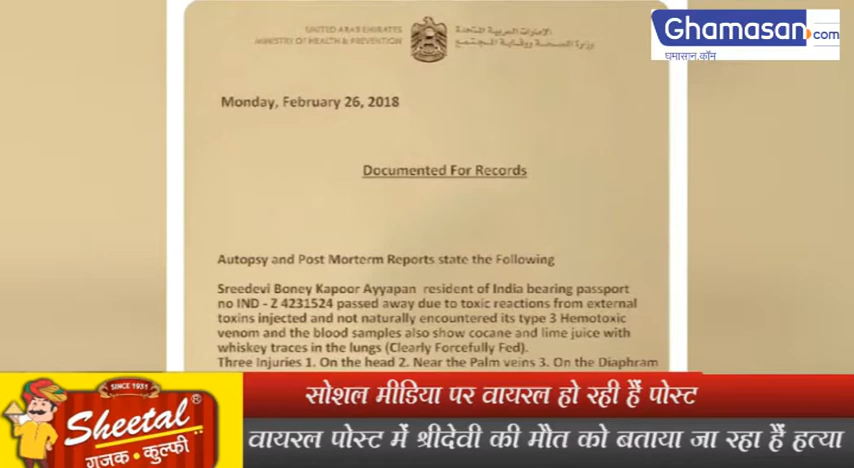 UNITED ARAB EMIRATES
MINISTRY OF HEALTH & PREVENTION
الإمارات العربية المتحدة
وزارة الصحة ووقاية المجتمع
Ghamasan.com
घमासान.कॉम
Monday, February 26, 2018
Documented For Records
Autopsy and Post Morterm Reports state the Following
Sreedevi Boney Kapoor Ayyapan resident of India bearing passport
no IND - Z 4231524 passed away due to toxic reactions from external
toxins injected and not naturally encountered its type 3 Hemotoxic
venom and the blood samples also show cocane and lime juice with
whiskey traces in the lungs (Clearly Forcefully Fed).
Three Injuries 1. On the head 2. Near the Palm veins 3. On the Diaphram
SINCE 1931
Sheetal®
गजक • कुल्फी
सोशल मीडिया पर वायरल हो रही हैं पोस्ट
वायरल पोस्ट में श्रीदेवी की मौत को बताया जा रहा हैं हत्या